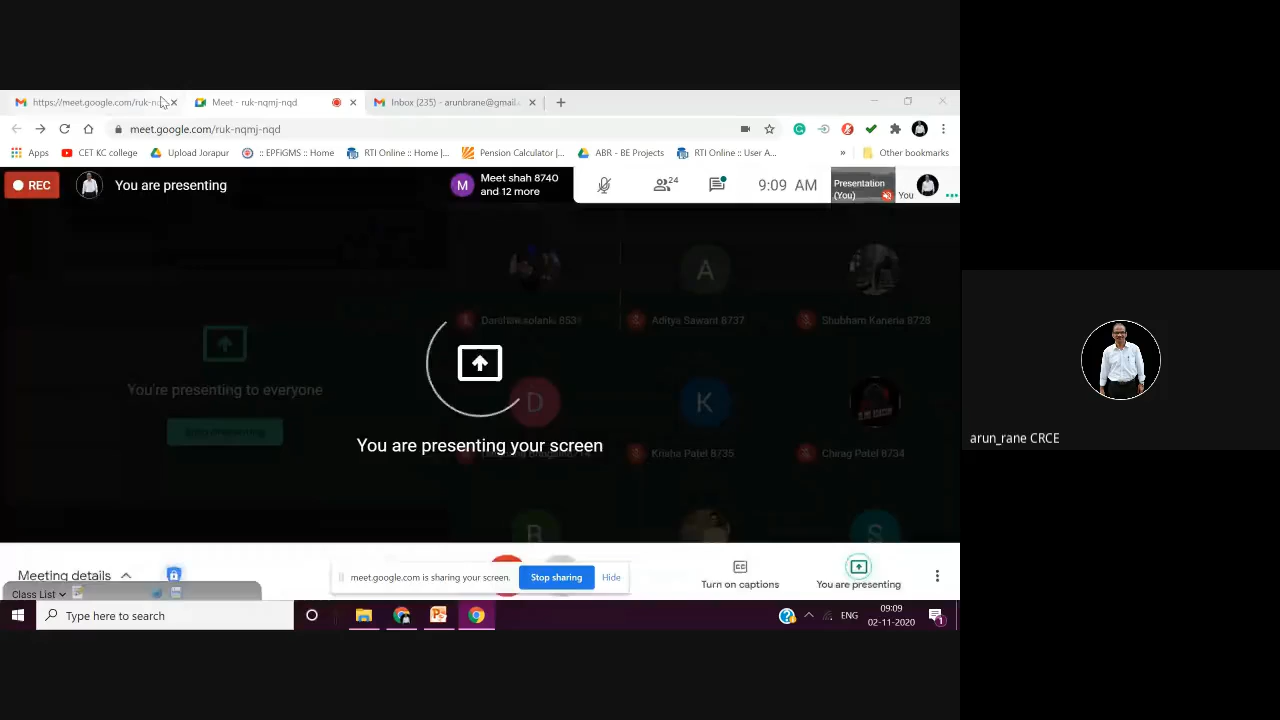 https://meet.google.com/ruk-nq
Meet - ruk-nqmj-nqd
Inbox (235) - arunbrane@gmail.
meet.google.com/ruk-nqmj-nqd
Apps
CET KC college
Upload Jorapur
:: EPFiGMS :: Home
RTI Online :: Home |...
Pension Calculator |...
ABR - BE Projects
RTI Online :: User A...
»
Other bookmarks
REC
You are presenting
M
Meet shah 8740
and 12 more
24
9:09 AM
Presentation
(You)
You
A
Aditya Sawant 8737
Shubham Kaneria 8728
You're presenting to everyone
Stop presenting
D
K
You are presenting your screen
Krisha Patel 8735
Chirag Patel 8734
S
Meeting details
meet.google.com is sharing your screen.
Stop sharing
Hide
Turn on captions
You are presenting
Class List
Type here to search
ENG
09:09
02-11-2020
1
arun_rane CRCE